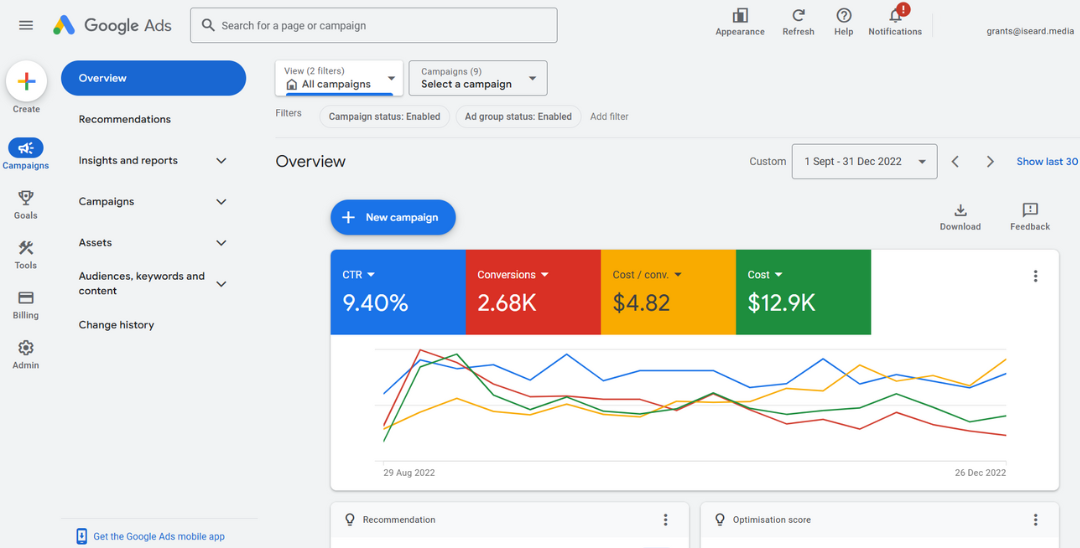 Google Ads
Search for a page or campaign
Appearance
Refresh
Help
!
Notifications
grants@iseard.media
Create
Campaigns
Goals
Tools
Billing
Admin
Overview
Recommendations
Insights and reports
Campaigns
Assets
Audiences, keywords and
content
Change history
Get the Google Ads mobile app
View (2 filters)
All campaigns
Campaigns (9)
Select a campaign
Filters
Campaign status: Enabled
Ad group status: Enabled
Add filter
Overview
Custom
1 Sept - 31 Dec 2022
Show last 30
New campaign
Download
Feedback
CTR
9.40%
Conversions
2.68K
Cost / conv.
$4.82
Cost
$12.9K
29 Aug 2022
26 Dec 2022
Recommendation
Optimisation score